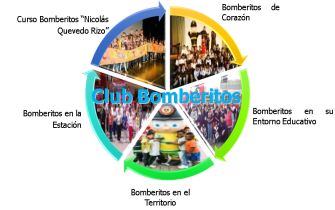 Bomberitos de
Corazón
Curso Bomberitos "Nicolás
Quevedo Rizo"
Club Bomberitos
Bomberitos en su
Entorno Educativo
Bomberitos en la
Estación
Bomberitos en el
Territorio